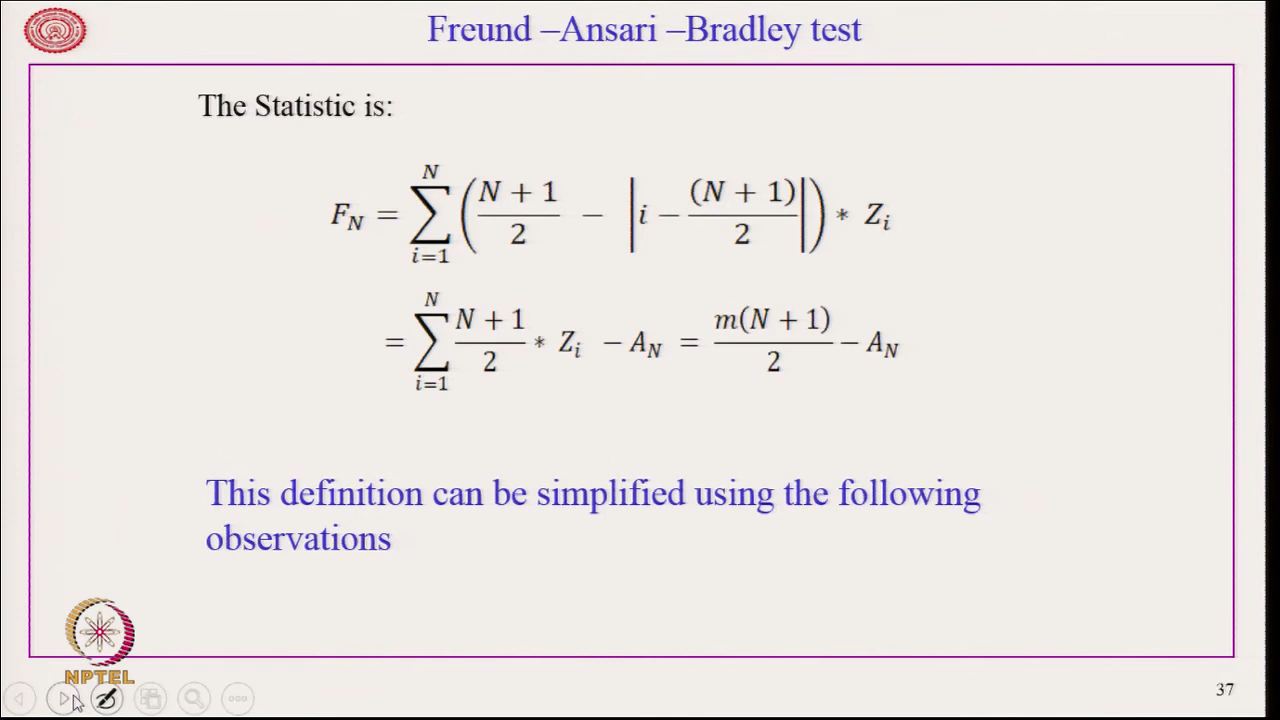 Freund –Ansari –Bradley test
The Statistic is:
F_N = \sum_{i=1}^{N} \left( \frac{N+1}{2} - \left| i - \frac{(N+1)}{2} \right| \right) * Z_i
= \sum_{i=1}^{N} \frac{N+1}{2} * Z_i - A_N = \frac{m(N+1)}{2} - A_N
This definition can be simplified using the following
observations
NPTEL
37